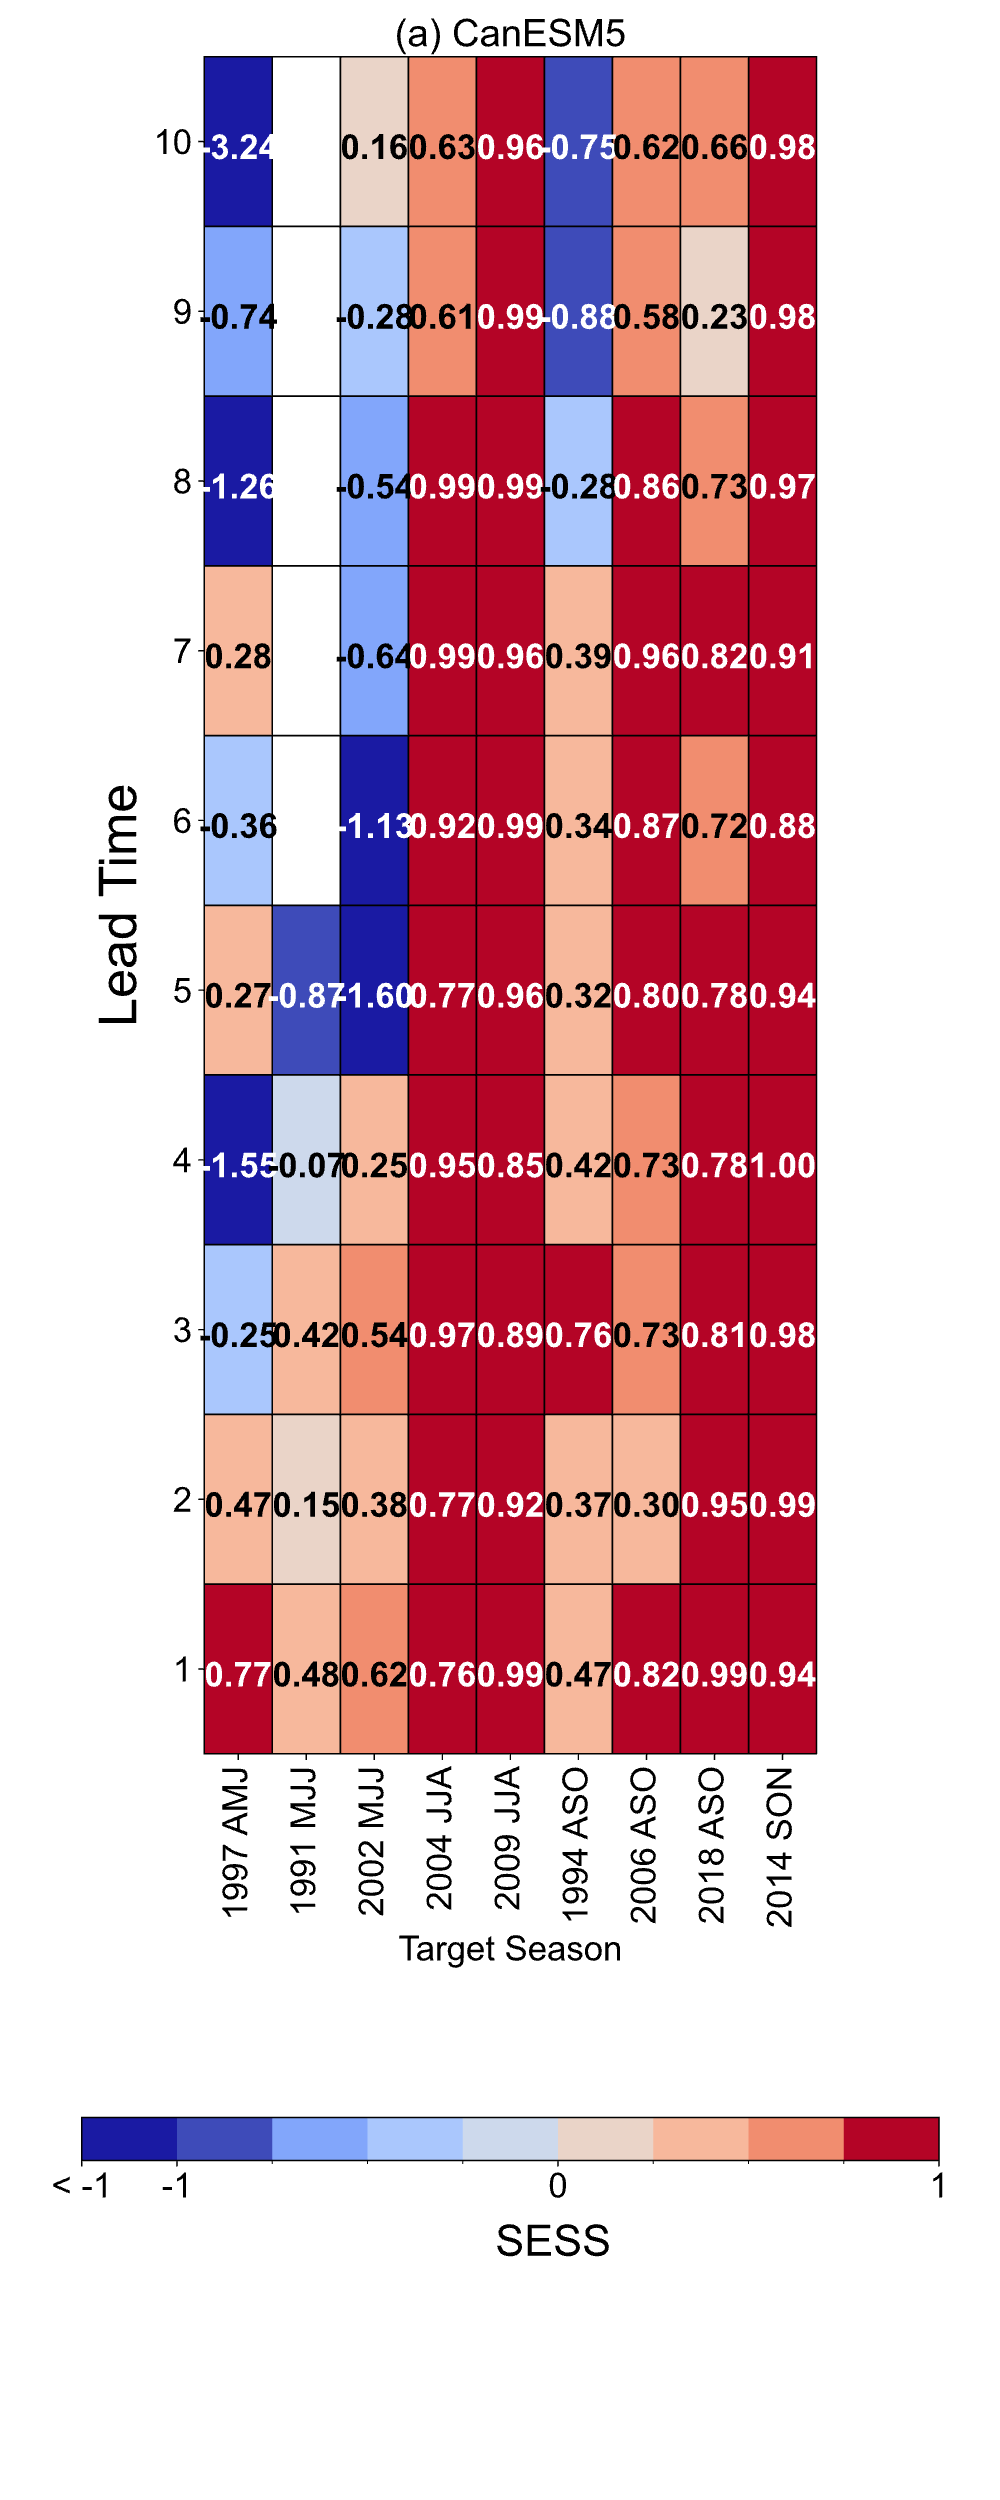 (a) CanESM5
10 -3.24 0.16 0.63 0.96 -0.75 0.62 0.66 0.98
9 -0.74 -0.28 0.61 0.99 -0.88 0.58 0.23 0.98
8 -1.26 -0.54 0.99 0.99 -0.28 0.86 0.73 0.97
7 0.28 -0.64 0.99 0.96 0.39 0.96 0.82 0.91
6 -0.36 -1.13 0.92 0.99 0.34 0.87 0.72 0.88
5 0.27 -0.87 -1.60 0.77 0.96 0.32 0.80 0.78 0.94
4 -1.55 -0.07 0.25 0.95 0.85 0.42 0.73 0.78 1.00
3 -0.25 0.42 0.54 0.97 0.89 0.76 0.73 0.81 0.98
2 0.47 0.15 0.38 0.77 0.92 0.37 0.30 0.95 0.99
1 0.77 0.48 0.62 0.76 0.99 0.47 0.82 0.99 0.94
Lead Time
1997 AMJ
1991 MJJ
2002 MJJ
2004 JJA
2009 JJA
1994 ASO
2006 ASO
2018 ASO
2014 SON
Target Season
< -1 -1 0 1
SESS